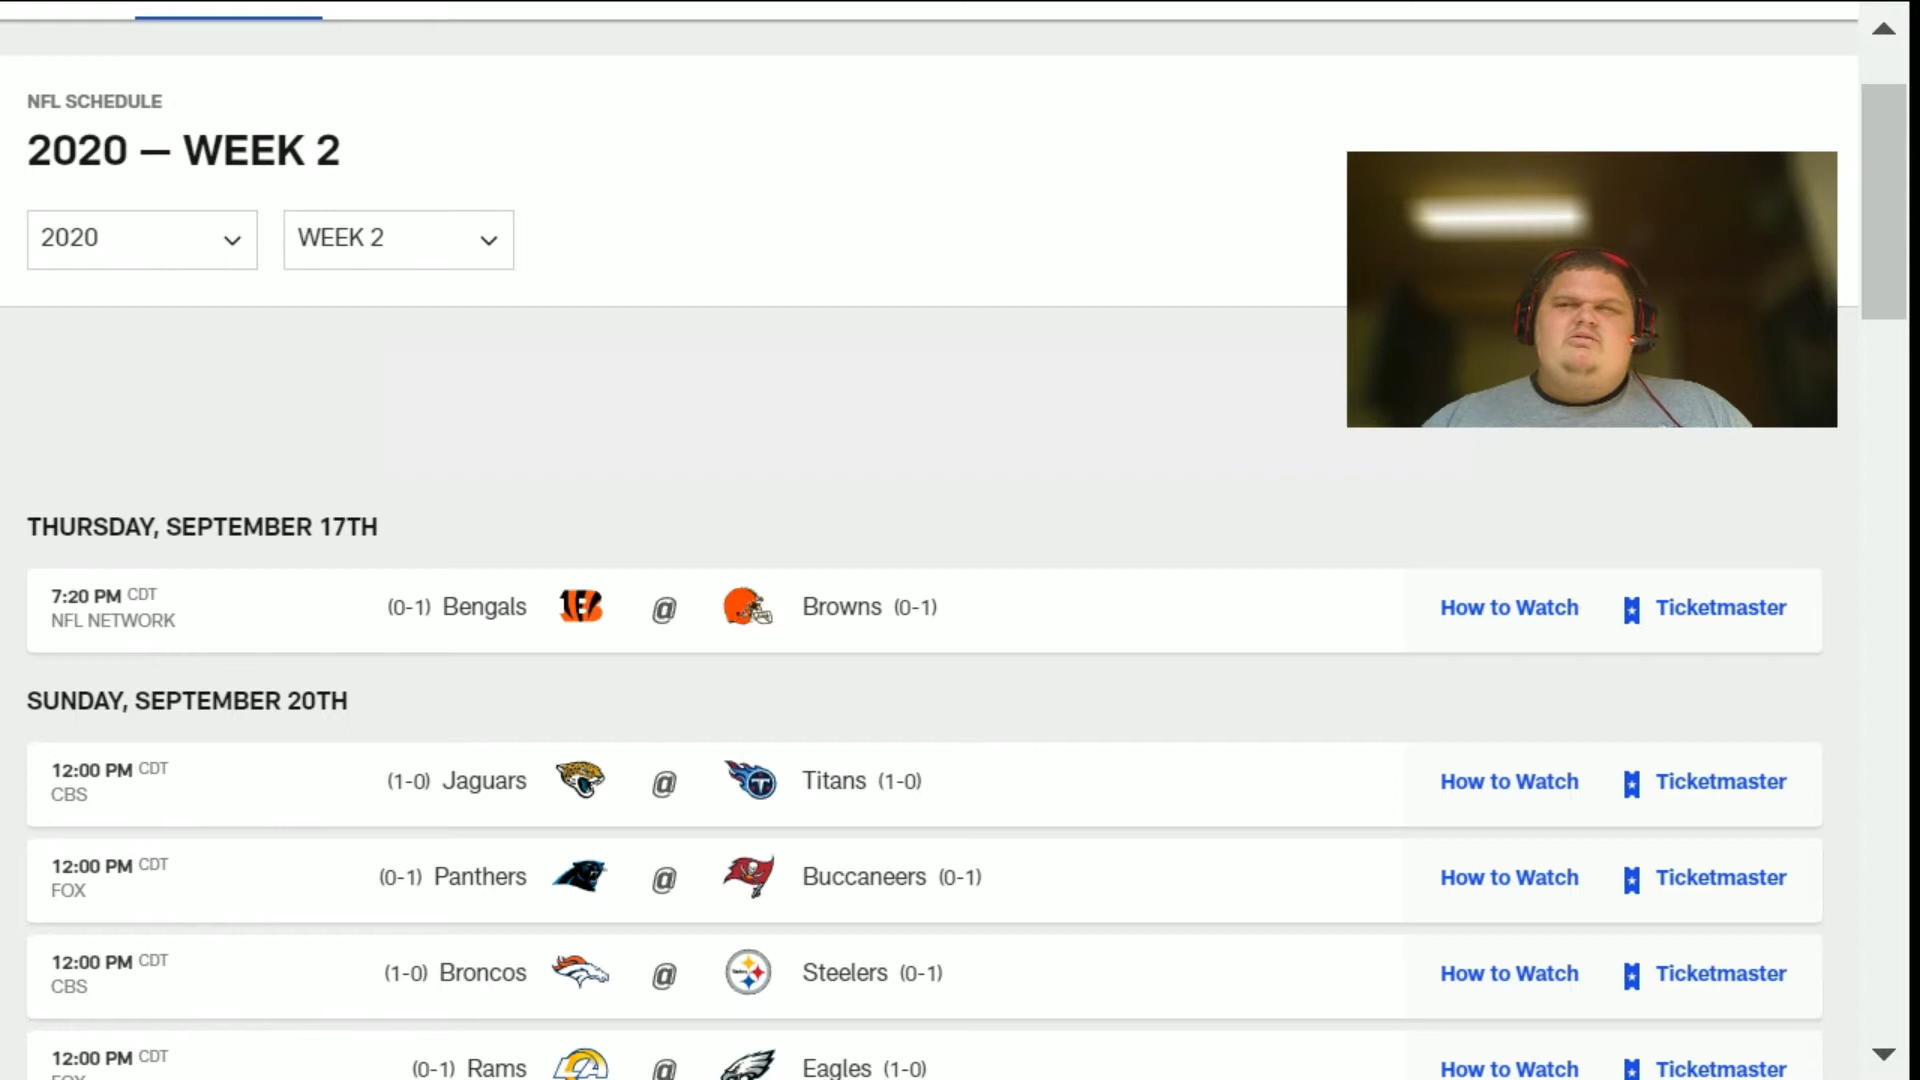 NFL SCHEDULE
2020 — WEEK 2
2020 WEEK 2
THURSDAY, SEPTEMBER 17TH
7:20 PM CDT
NFL NETWORK
(0-1) Bengals @ Browns (0-1) How to Watch Ticketmaster
SUNDAY, SEPTEMBER 20TH
12:00 PM CDT
CBS
(1-0) Jaguars @ Titans (1-0) How to Watch Ticketmaster
12:00 PM CDT
FOX
(0-1) Panthers @ Buccaneers (0-1) How to Watch Ticketmaster
12:00 PM CDT
CBS
(1-0) Broncos @ Steelers (0-1) How to Watch Ticketmaster
12:00 PM CDT
FOX
(0-1) Rams @ Eagles (1-0) How to Watch Ticketmaster